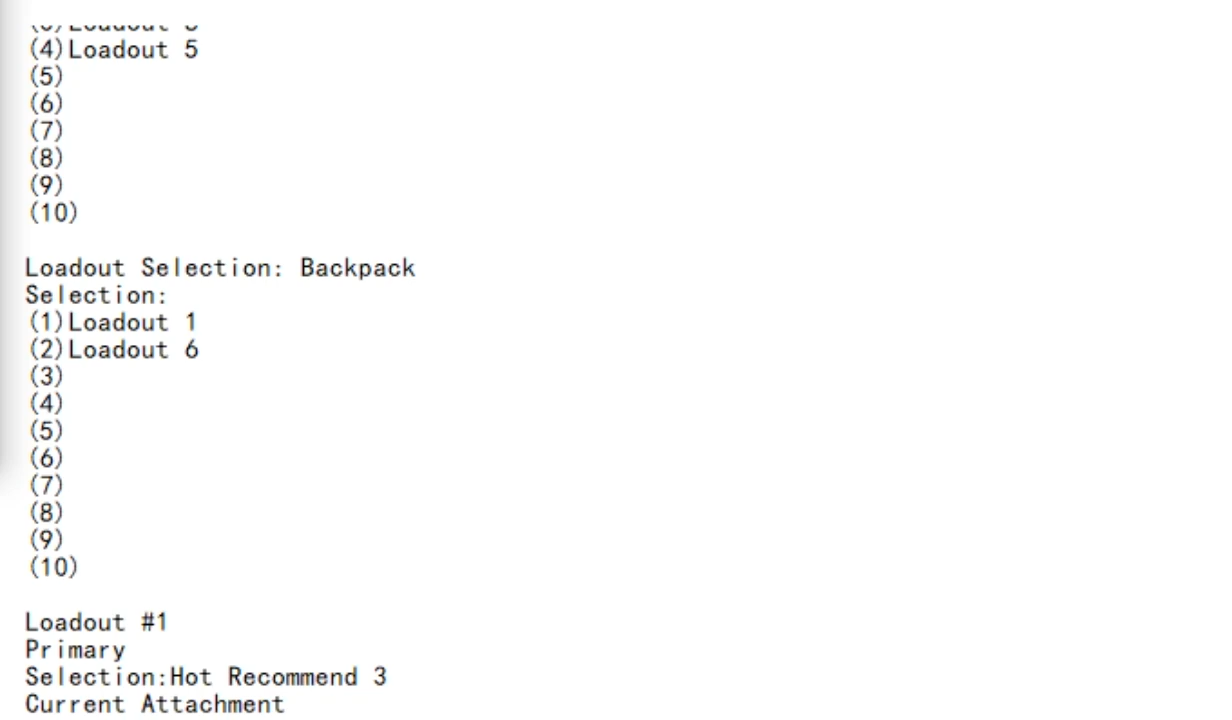 (4)Loadout 5
(5)
(6)
(7)
(8)
(9)
(10)
Loadout Selection: Backpack
Selection:
(1)Loadout 1
(2)Loadout 6
(3)
(4)
(5)
(6)
(7)
(8)
(9)
(10)
Loadout #1
Primary
Selection:Hot Recommend 3
Current Attachment